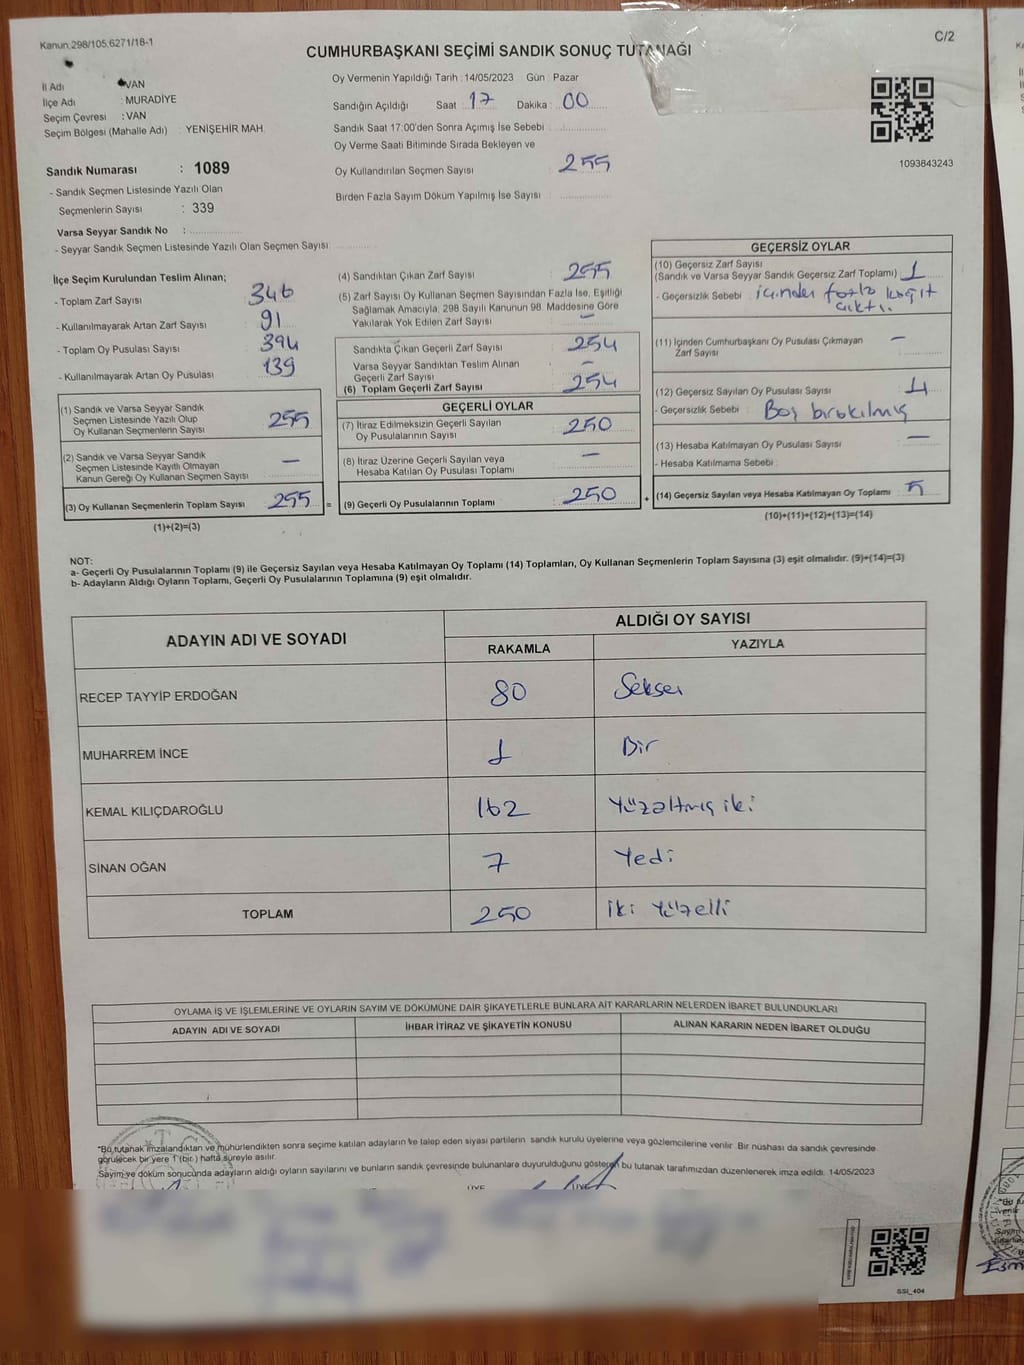 Kanun.298/105,6271/18-1
C/2
CUMHURBAŞKANI SEÇİMİ SANDIK SONUÇ TUTANAĞI
İl Adı : VAN
İlçe Adı : MURADİYE
Seçim Çevresi : VAN
Seçim Bölgesi (Mahalle Adı) : YENİŞEHİR MAH.
Sandık Numarası : 1089
- Sandık Seçmen Listesinde Yazılı Olan
Seçmenlerin Sayısı : 339
Varsa Seyyar Sandık No :
- Seyyar Sandık Seçmen Listesinde Yazılı Olan Seçmen Sayısı:
Oy Vermenin Yapıldığı Tarih :14/05/2023 Gün : Pazar
Sandığın Açıldığı Saat : 17 Dakika : 00
Sandık Saat 17:00'den Sonra Açımış İse Sebebi :
Oy Verme Saati Bitiminde Sırada Bekleyen ve
Oy Kullandırılan Seçmen Sayısı : 255
Birden Fazla Sayım Döküm Yapılmış İse Sayısı :
1093843243
İlçe Seçim Kurulundan Teslim Alınan;
- Toplam Zarf Sayısı : 346
- Kullanılmayarak Artan Zarf Sayısı : 91
- Toplam Oy Pusulası Sayısı : 394
- Kullanılmayarak Artan Oy Pusulası : 139
(1) Sandık ve Varsa Seyyar Sandık
Seçmen Listesinde Yazılı Olup
Oy Kullanan Seçmenlerin Sayısı : 255
(2) Sandık ve Varsa Seyyar Sandık
Seçmen Listesinde Kayıtlı Olmayan
Kanun Gereği Oy Kullanan Seçmen Sayısı : —
(3) Oy Kullanan Seçmenlerin Toplam Sayısı : 255 =
(1)+(2)=(3)
(4) Sandıktan Çıkan Zarf Sayısı : 255
(5) Zarf Sayısı Oy Kullanan Seçmen Sayısından Fazla İse, Eşitliği
Sağlamak Amacıyla, 298 Sayılı Kanunun 98. Maddesine Göre
Yakılarak Yok Edilen Zarf Sayısı : —
Sandıkta Çıkan Geçerli Zarf Sayısı : 254
Varsa Seyyar Sandıktan Teslim Alınan
Geçerli Zarf Sayısı : —
(6) Toplam Geçerli Zarf Sayısı : 254
GEÇERLİ OYLAR
(7) İtiraz Edilmeksizin Geçerli Sayılan
Oy Pusulalarının Sayısı : 250
(8) İtiraz Üzerine Geçerli Sayılan veya
Hesaba Katılan Oy Pusulası Toplamı : —
(9) Geçerli Oy Pusulalarının Toplamı : 250 +
GEÇERSİZ OYLAR
(10) Geçersiz Zarf Sayısı
(Sandık ve Varsa Seyyar Sandık Geçersiz Zarf Toplamı) : 1
- Geçersizlik Sebebi : içinden fazla kağıt
çıktı.
(11) İçinden Cumhurbaşkanı Oy Pusulası Çıkmayan
Zarf Sayısı : —
(12) Geçersiz Sayılan Oy Pusulası Sayısı : 4
- Geçersizlik Sebebi : Boş bırakılmış
(13) Hesaba Katılmayan Oy Pusulası Sayısı : —
- Hesaba Katılmama Sebebi :
(14) Geçersiz Sayılan veya Hesaba Katılmayan Oy Toplamı : 5
(10)+(11)+(12)+(13)=(14)
NOT:
a- Geçerli Oy Pusulalarının Toplamı (9) ile Geçersiz Sayılan veya Hesaba Katılmayan Oy Toplamı (14) Toplamları, Oy Kullanan Seçmenlerin Toplam Sayısına (3) eşit olmalıdır. (9)+(14)=(3)
b- Adayların Aldığı Oyların Toplamı, Geçerli Oy Pusulalarının Toplamına (9) eşit olmalıdır.
ADAYIN ADI VE SOYADI
ALDIĞI OY SAYISI
RAKAMLA YAZIYLA
RECEP TAYYİP ERDOĞAN 80 Seksen
MUHARREM İNCE 1 Bir
KEMAL KILIÇDAROĞLU 162 Yüzaltmış iki
SİNAN OĞAN 7 Yedi
TOPLAM 250 iki Yüzelli
OYLAMA İŞ VE İŞLEMLERİNE VE OYLARIN SAYIM VE DÖKÜMÜNE DAİR ŞİKAYETLERLE BUNLARA AİT KARARLARIN NELERDEN İBARET BULUNDUKLARI
ADAYIN ADI VE SOYADI İHBAR İTİRAZ VE ŞİKAYETİN KONUSU ALINAN KARARIN NEDEN İBARET OLDUĞU
*Bu tutanak imzalandıktan ve mühürlendikten sonra seçime katılan adayların ve talep eden siyasi partilerin sandık kurulu üyelerine veya gözlemcilerine verilir. Bir nüshası da sandık çevresinde
görülecek bir yere 1 (bir) hafta süreyle asılır.
Sayım ve döküm sonucunda adayların aldığı oyların sayılarını ve bunların sandık çevresinde bulunanlara duyurulduğunu gösteren bu tutanak tarafımızdan düzenlenerek imza edildi. 14/05/2023
ÜYE
SSI_404